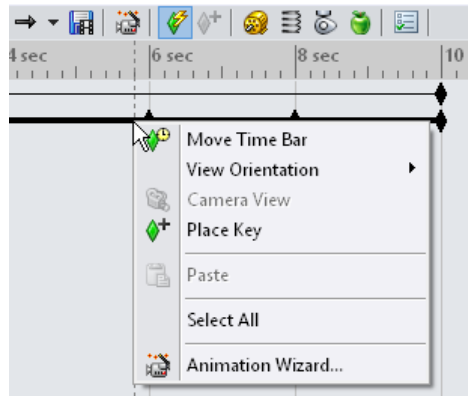 4 sec 6 sec 8 sec 10
Move Time Bar
View Orientation
Camera View
Place Key
Paste
Select All
Animation Wizard...